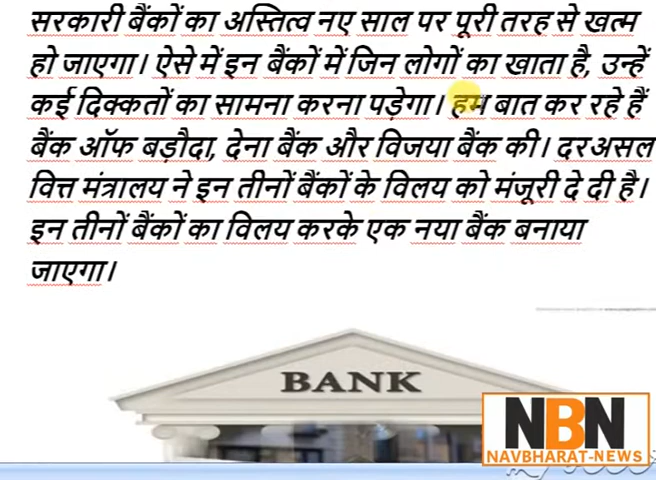 सरकारी बैंकों का अस्तित्व नए साल पर पूरी तरह से खत्म
हो जाएगा। ऐसे में इन बैंकों में जिन लोगों का खाता है, उन्हें
कई दिक्कतों का सामना करना पड़ेगा। हम बात कर रहे हैं
बैंक ऑफ बड़ौदा, देना बैंक और विजया बैंक की। दरअसल
वित्त मंत्रालय ने इन तीनों बैंकों के विलय को मंजूरी दे दी है।
इन तीनों बैंकों का विलय करके एक नया बैंक बनाया
जाएगा।
BANK
NBN
NAVBHARAT-NEWS